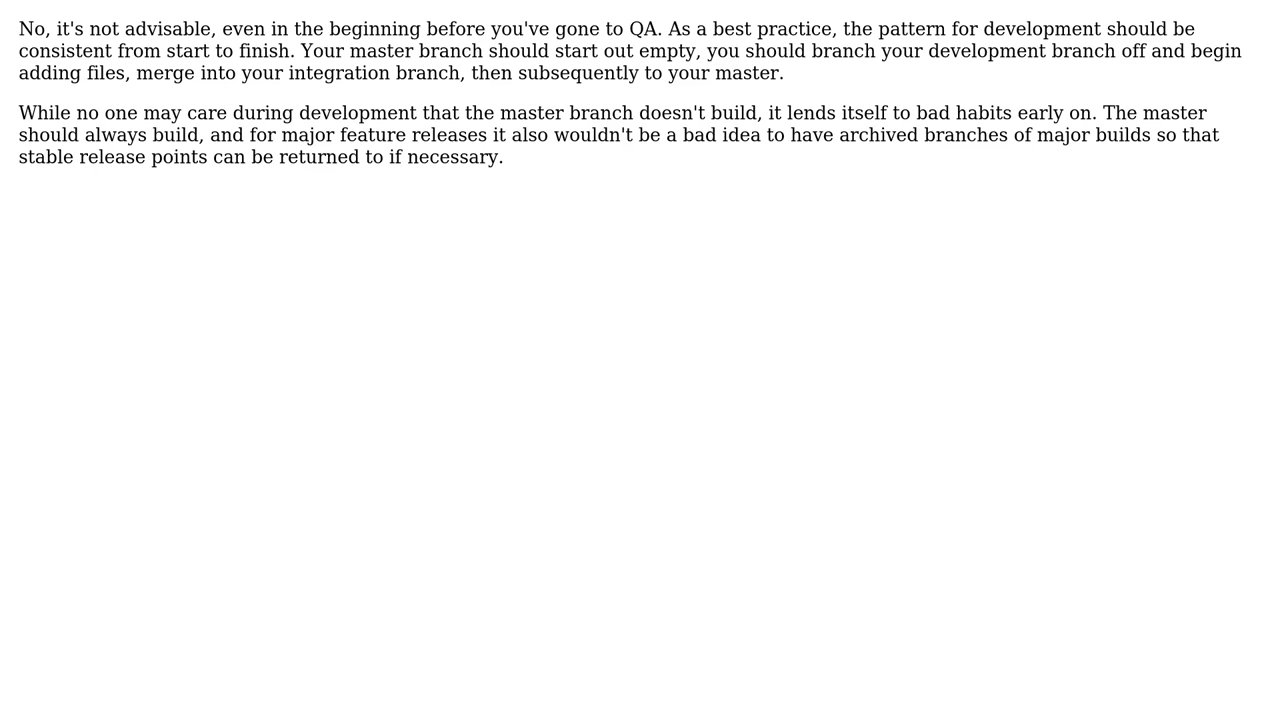 No, it's not advisable, even in the beginning before you've gone to QA. As a best practice, the pattern for development should be
consistent from start to finish. Your master branch should start out empty, you should branch your development branch off and begin
adding files, merge into your integration branch, then subsequently to your master.
While no one may care during development that the master branch doesn't build, it lends itself to bad habits early on. The master
should always build, and for major feature releases it also wouldn't be a bad idea to have archived branches of major builds so that
stable release points can be returned to if necessary.